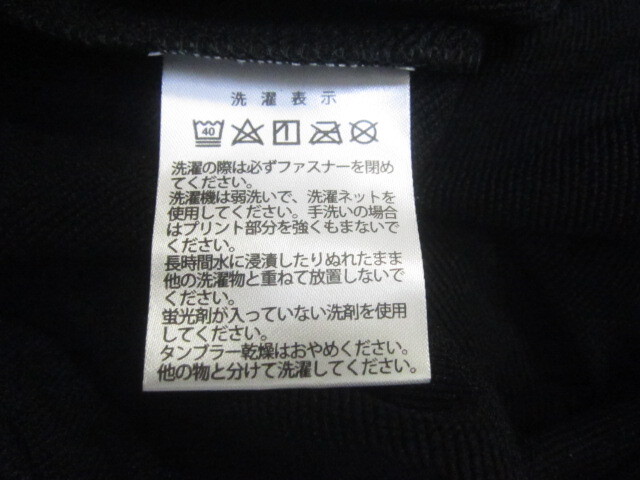 洗濯表示
40
洗濯の際は必ずファスナーを閉め
てください。
洗濯機は弱洗いで、洗濯ネットを
使用してください。手洗いの場合
はプリント部分を強くもまないで
ください。
長時間水に浸漬したりぬれたまま
他の洗濯物と重ねて放置しないで
ください。
蛍光剤が入っていない洗剤を使用
してください。
タンブラー乾燥はおやめください。
他の物と分けて洗濯してください。